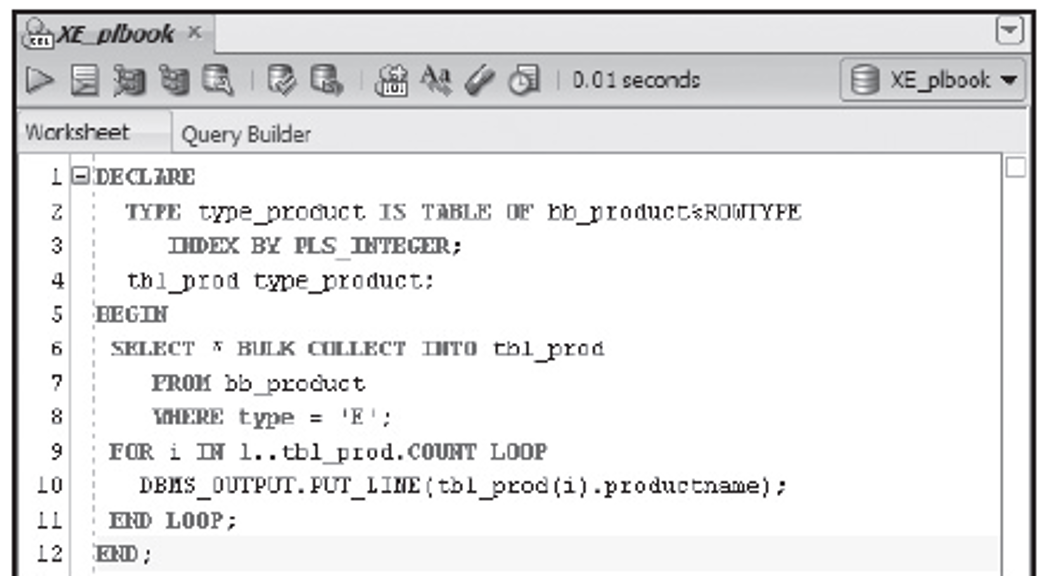 XE_plbook
0.01 seconds XE_plbook
Worksheet Query Builder
1 DECLARE
2 TYPE type_product IS TABLE OF bb_product%ROWTYPE
3 INDEX BY PLS_INTEGER;
4 tbl_prod type_product;
5 BEGIN
6 SELECT * BULK COLLECT INTO tbl_prod
7 FROM bb_product
8 WHERE type = 'E';
9 FOR i IN 1..tbl_prod.COUNT LOOP
10 DBMS_OUTPUT.PUT_LINE(tbl_prod(i).productname);
11 END LOOP;
12 END;